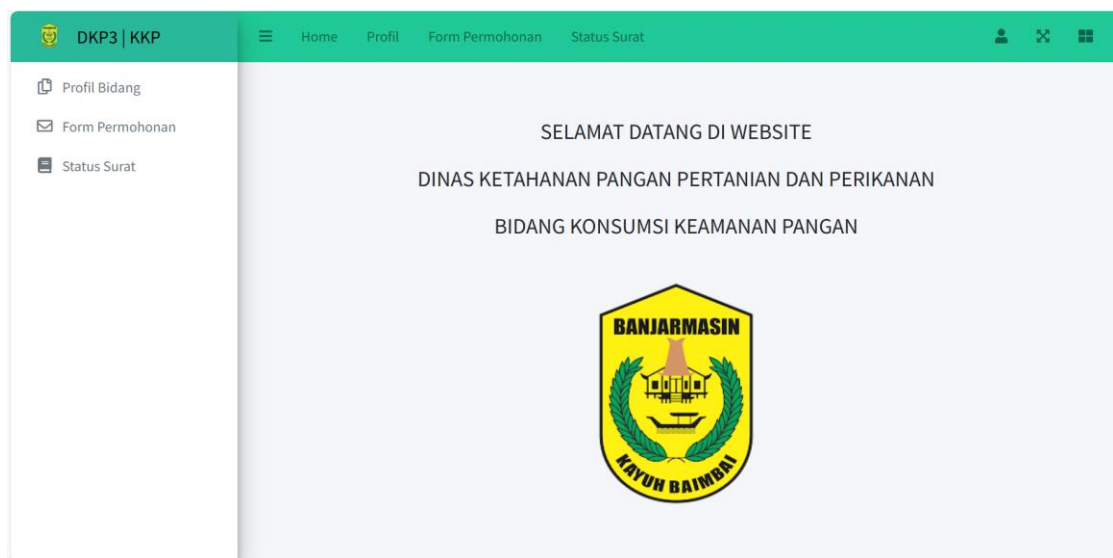 DKP3 | KKP
Home Profil Form Permohonan Status Surat
Profil Bidang
Form Permohonan
Status Surat
SELAMAT DATANG DI WEBSITE
DINAS KETAHANAN PANGAN PERTANIAN DAN PERIKANAN
BIDANG KONSUMSI KEAMANAN PANGAN
BANJARMASIN
KAYUH BAIMBAI